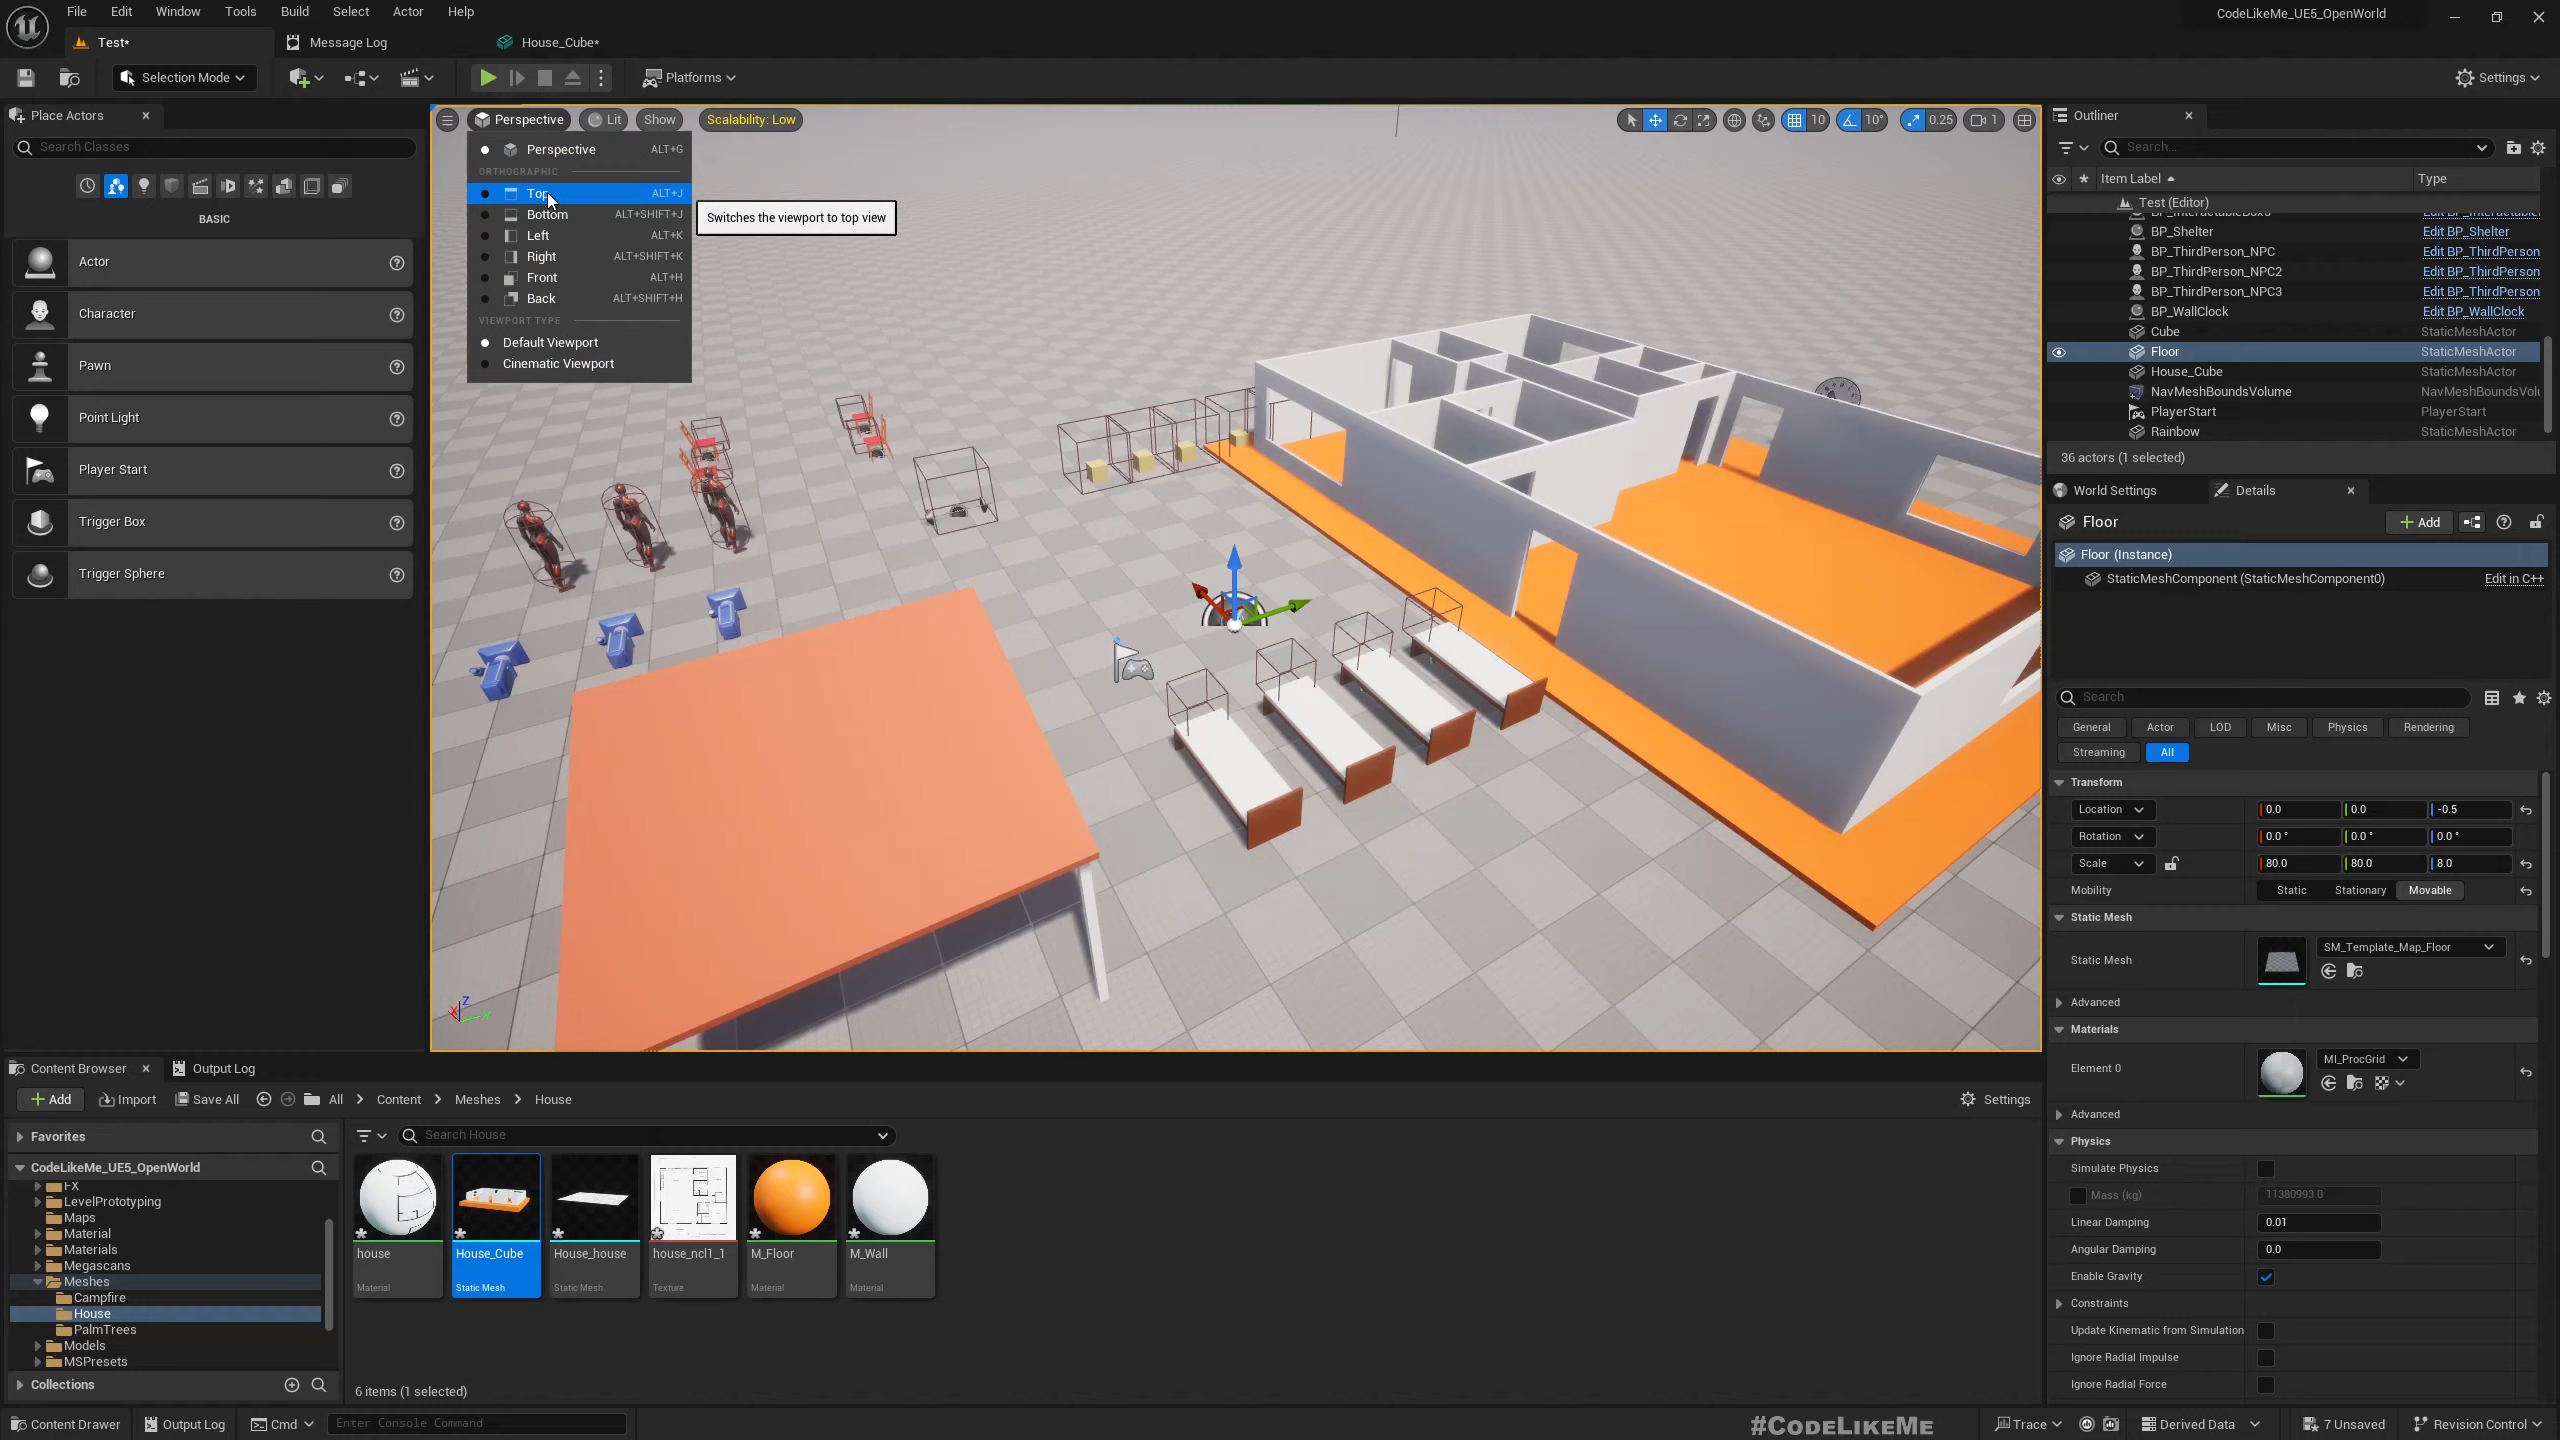 File Edit Window Tools Build Select Actor Help
CodeLikeMe_UE5_OpenWorld
Test*
Message Log
House_Cube*
Selection Mode
Platforms
Settings
Place Actors
Search Classes
BASIC
Actor
Character
Pawn
Point Light
Player Start
Trigger Box
Trigger Sphere
Perspective Lit Show Scalability: Low
10 10° 0.25 1
Perspective ALT+G
ORTHOGRAPHIC
Top ALT+J
Bottom ALT+SHIFT+J
Left ALT+K
Right ALT+SHIFT+K
Front ALT+H
Back ALT+SHIFT+H
VIEWPORT TYPE
Default Viewport
Cinematic Viewport
Switches the viewport to top view
Z
X Y
Outliner
Search...
Item Label Type
Test (Editor)
BP_Shelter Edit BP_Shelter
BP_ThirdPerson_NPC Edit BP_ThirdPerson
BP_ThirdPerson_NPC2 Edit BP_ThirdPerson
BP_ThirdPerson_NPC3 Edit BP_ThirdPerson
BP_WallClock Edit BP_WallClock
Cube StaticMeshActor
Floor StaticMeshActor
House_Cube StaticMeshActor
NavMeshBoundsVolume NavMeshBoundsVolu
PlayerStart PlayerStart
Rainbow StaticMeshActor
36 actors (1 selected)
World Settings Details
Floor Add
Floor (Instance)
StaticMeshComponent (StaticMeshComponent0) Edit in C++
Search
General Actor LOD Misc Physics Rendering
Streaming All
Transform
Location 0.0 0.0 -0.5
Rotation 0.0 ° 0.0 ° 0.0 °
Scale 80.0 80.0 8.0
Mobility Static Stationary Movable
Static Mesh
SM_Template_Map_Floor
Static Mesh
Advanced
Materials
MI_ProcGrid
Element 0
Advanced
Physics
Simulate Physics
Mass (kg) 11380993.0
Linear Damping 0.01
Angular Damping 0.0
Enable Gravity
Constraints
Update Kinematic from Simulation
Ignore Radial Impulse
Ignore Radial Force
Content Browser Output Log
Add Import Save All All > Content > Meshes > House
Settings
Favorites
CodeLikeMe_UE5_OpenWorld
FX
LevelPrototyping
Maps
Material
Materials
Megascans
Meshes
Campfire
House
PalmTrees
Models
MSPresets
Collections
Search House
house House_Cube House_house house_ncl1_1 M_Floor M_Wall
Material Static Mesh Static Mesh Texture Material Material
6 items (1 selected)
Content Drawer Output Log Cmd Enter Console Command
#CodeLikeMe
Trace Derived Data 7 Unsaved Revision Control